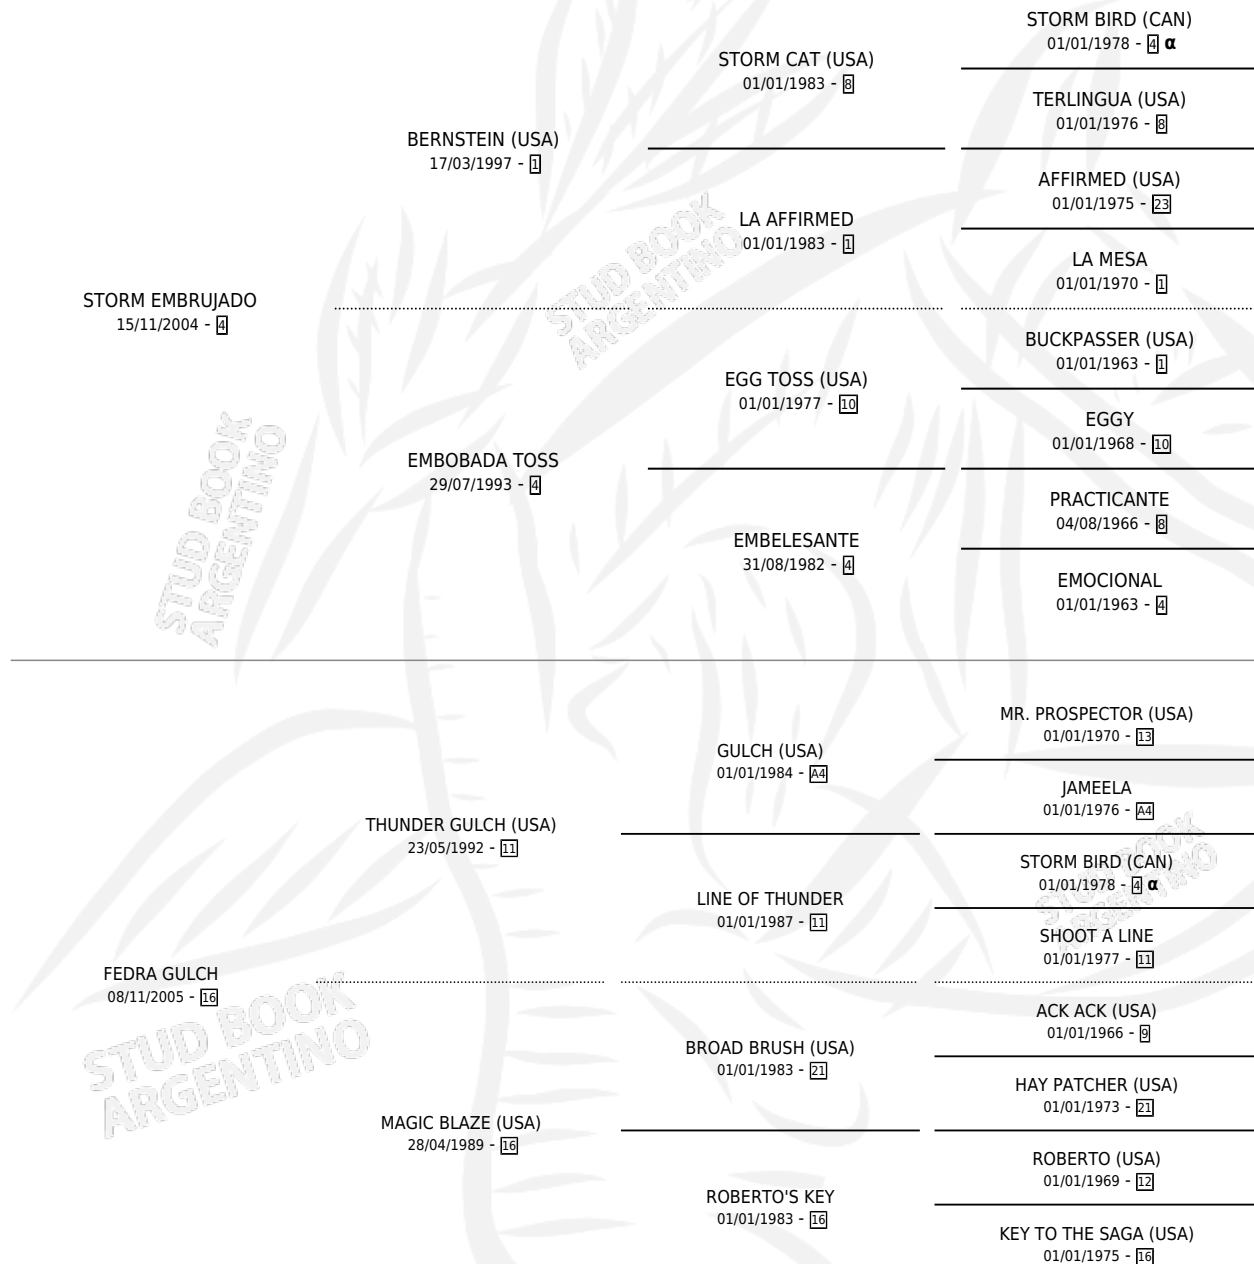 STORM BIRD (CAN)
01/01/1978 - 4 α
STORM CAT (USA)
01/01/1983 - 8
TERLINGUA (USA)
01/01/1976 - 8
BERNSTEIN (USA)
17/03/1997 - 1
AFFIRMED (USA)
01/01/1975 - 23
LA AFFIRMED
01/01/1983 - 1
LA MESA
01/01/1970 - 1
STORM EMBRUJADO
15/11/2004 - 4
BUCKPASSER (USA)
01/01/1963 - 1
EGG TOSS (USA)
01/01/1977 - 10
EGGY
01/01/1968 - 10
EMBOBADA TOSS
29/07/1993 - 4
PRACTICANTE
04/08/1966 - 8
EMBELESANTE
31/08/1982 - 4
EMOCIONAL
01/01/1963 - 4
MR. PROSPECTOR (USA)
01/01/1970 - 13
GULCH (USA)
01/01/1984 - A4
JAMEELA
01/01/1976 - A4
THUNDER GULCH (USA)
23/05/1992 - 11
STORM BIRD (CAN)
01/01/1978 - 4 α
LINE OF THUNDER
01/01/1987 - 11
SHOOT A LINE
01/01/1977 - 11
FEDRA GULCH
08/11/2005 - 16
ACK ACK (USA)
01/01/1966 - 9
BROAD BRUSH (USA)
01/01/1983 - 21
HAY PATCHER (USA)
01/01/1973 - 21
MAGIC BLAZE (USA)
28/04/1989 - 16
ROBERTO (USA)
01/01/1969 - 12
ROBERTO'S KEY
01/01/1983 - 16
KEY TO THE SAGA (USA)
01/01/1975 - 16
STUD BOOK
ARGENTINO
STUD BOOK
ARGENTINO
STUD BOOK
ARGENTINO
STUD BOOK
ARGENTINO